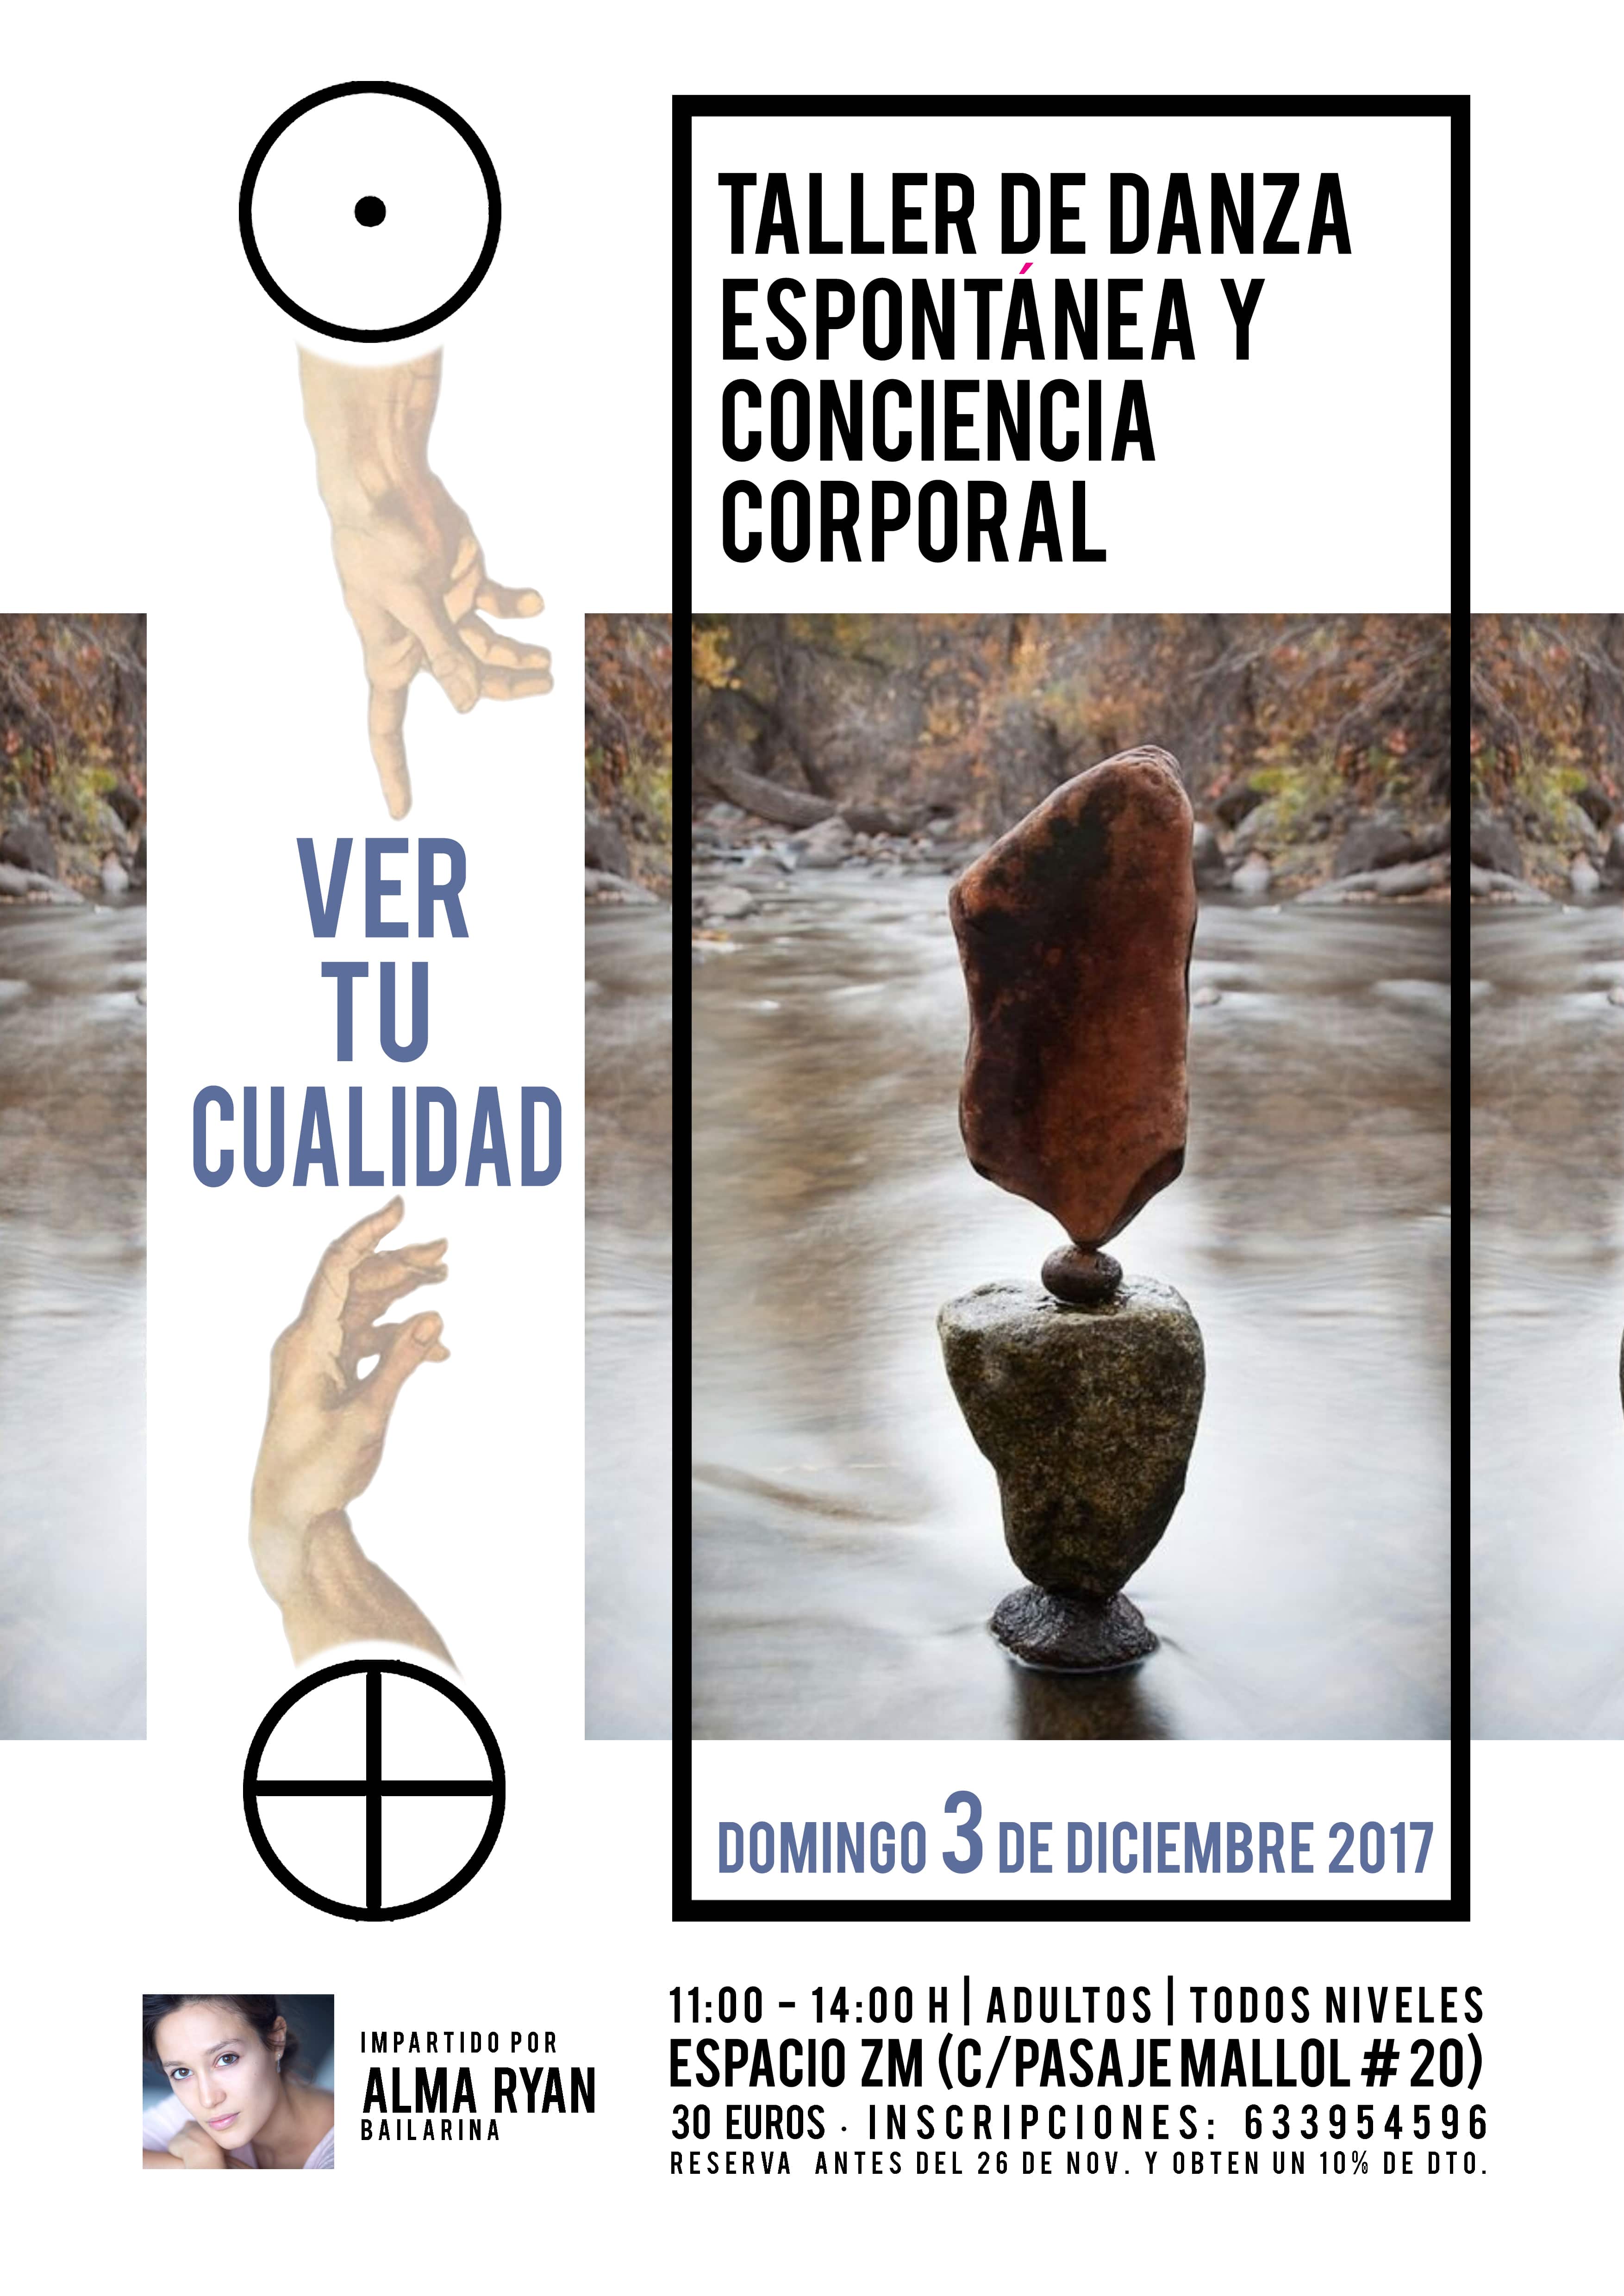 TALLER DE DANZA
ESPONTÁNEA Y
CONCIENCIA
CORPORAL
VER
TU
CUALIDAD
DOMINGO 3 DE DICIEMBRE 2017
IMPARTIDO POR
ALMA RYAN
BAILARINA
11:00 - 14:00 H | ADULTOS | TODOS NIVELES
ESPACIO ZM (C/PASAJE MALLOL # 20)
30 EUROS · INSCRIPCIONES: 633954596
RESERVA ANTES DEL 26 DE NOV. Y OBTEN UN 10% DE DTO.